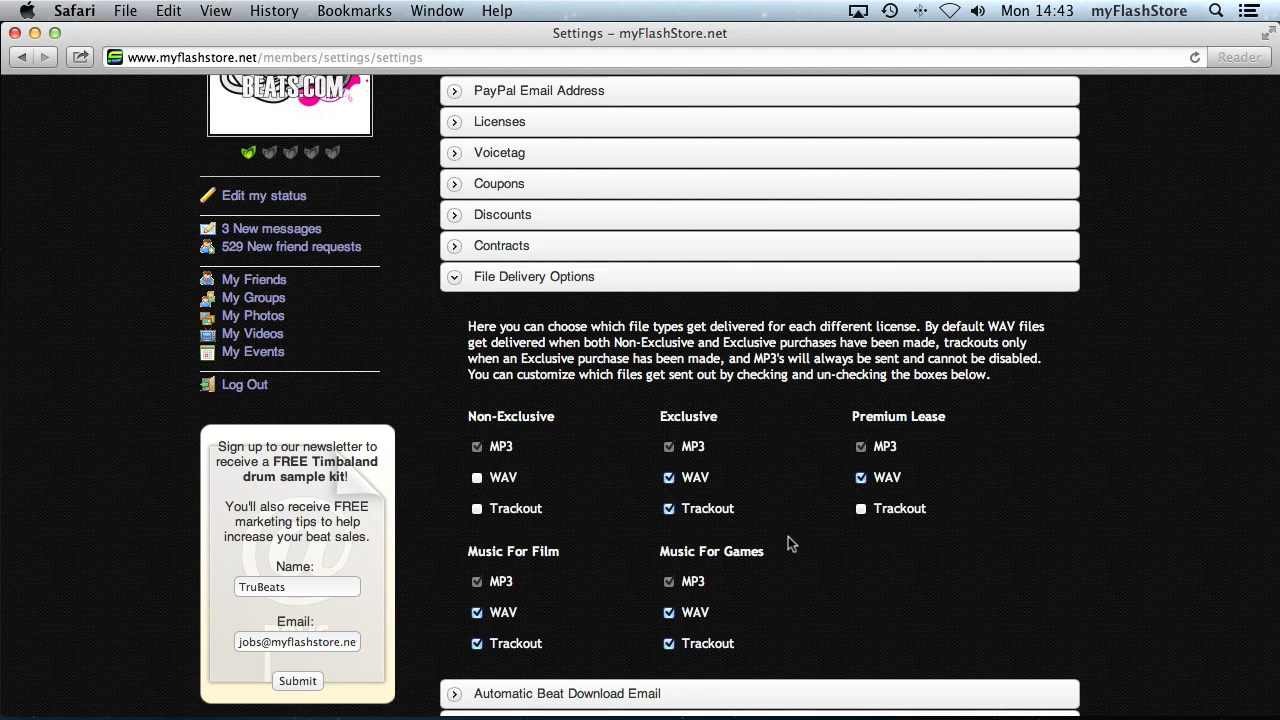 Safari File Edit View History Bookmarks Window Help Mon 14:43 myFlashStore
Settings – myFlashStore.net
www.myflashstore.net/members/settings/settings Reader
BEATS.COM
Edit my status
3 New messages
529 New friend requests
My Friends
My Groups
My Photos
My Videos
My Events
Log Out
Sign up to our newsletter to
receive a FREE Timbaland
drum sample kit!
You'll also receive FREE
marketing tips to help
increase your beat sales.
Name:
TruBeats
Email:
jobs@myflashstore.ne
Submit
PayPal Email Address
Licenses
Voicetag
Coupons
Discounts
Contracts
File Delivery Options
Here you can choose which file types get delivered for each different license. By default WAV files
get delivered when both Non-Exclusive and Exclusive purchases have been made, trackouts only
when an Exclusive purchase has been made, and MP3's will always be sent and cannot be disabled.
You can customize which files get sent out by checking and un-checking the boxes below.
Non-Exclusive Exclusive Premium Lease
MP3 MP3 MP3
WAV WAV WAV
Trackout Trackout Trackout
Music For Film Music For Games
MP3 MP3
WAV WAV
Trackout Trackout
Automatic Beat Download Email